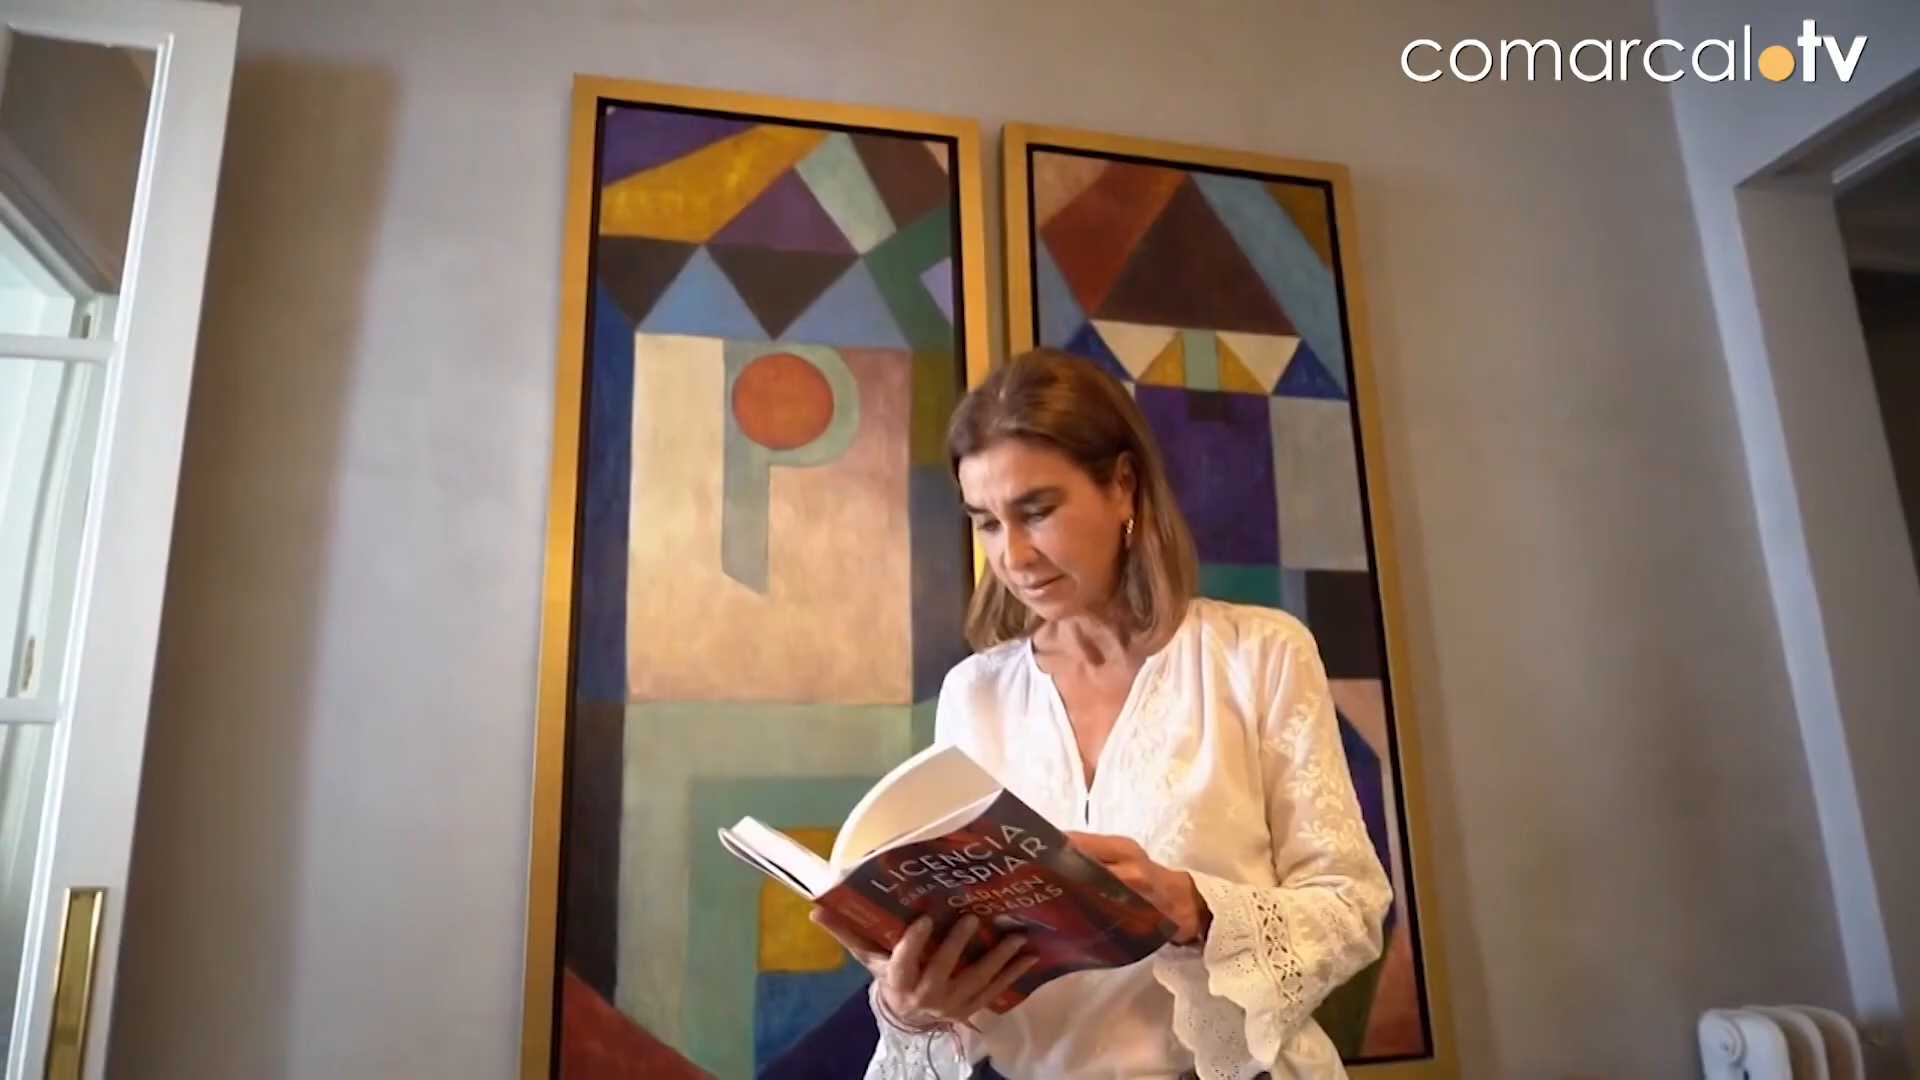 comarcal.tv
LICENCIA
PARA ESPIAR
CARMEN
POSADAS